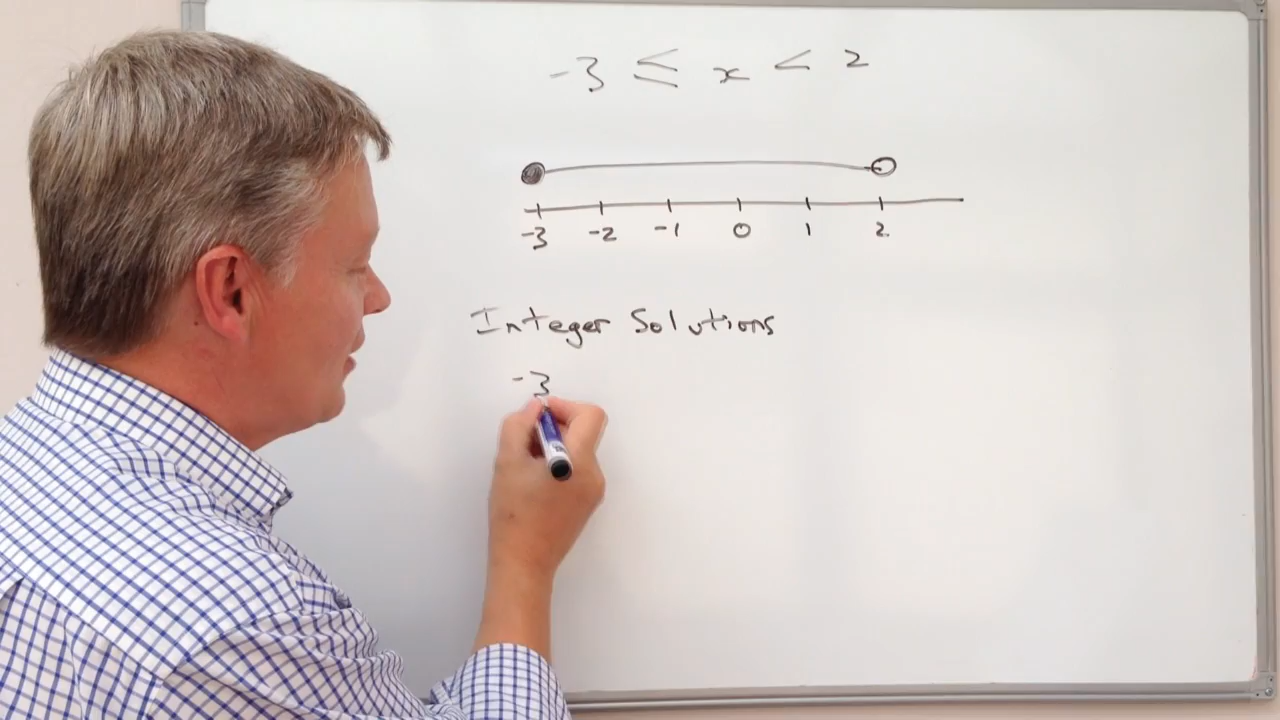 -3 ≤ x < 2
-3 -2 -1 0 1 2
Integer Solutions
-3